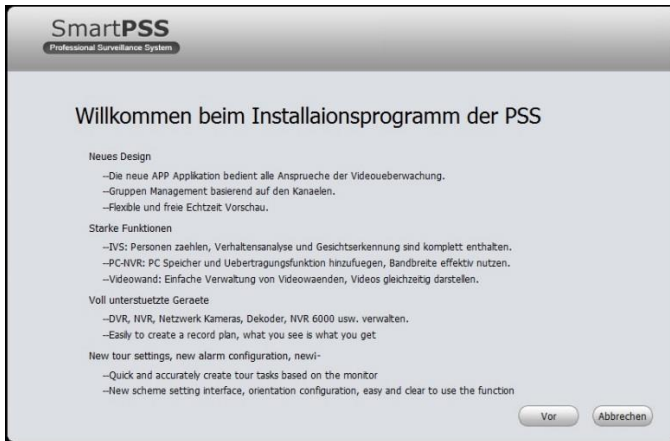 SmartPSS
Professional Surveillance System
Willkommen beim Installaionsprogramm der PSS
Neues Design
--Die neue APP Applikation bedient alle Ansprueche der Videoueberwachung.
--Gruppen Management basierend auf den Kanaelen.
--Flexible und freie Echtzeit Vorschau.
Starke Funktionen
--IVS: Personen zaehlen, Verhaltensanalyse und Gesichtserkennung sind komplett enthalten.
--PC-NVR: PC Speicher und Uebertragungsfunktion hinzufuegen, Bandbreite effektiv nutzen.
--Videowand: Einfache Verwaltung von Videowaenden, Videos gleichzeitig darstellen.
Voll unterstuetzte Geraete
--DVR, NVR, Netzwerk Kameras, Dekoder, NVR 6000 usw. verwalten.
--Easily to create a record plan, what you see is what you get
New tour settings, new alarm configuration, newi-
--Quick and accurately create tour tasks based on the monitor
--New scheme setting interface, orientation configuration, easy and clear to use the function
Vor
Abbrechen